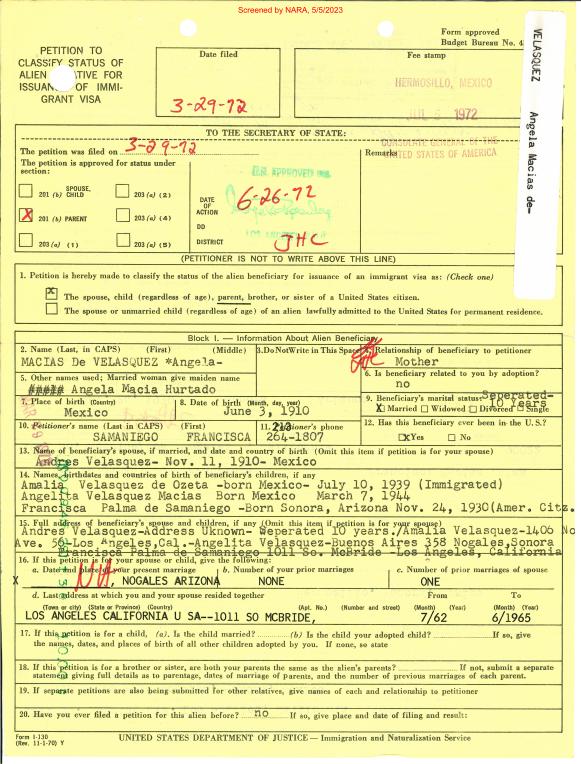 Screened by NARA, 5/5/2023
Form approved
Budget Bureau No. 4
PETITION TO
CLASSIFY STATUS OF
ALIEN ATIVE FOR
ISSUAN OF IMMI-
GRANT VISA
Date filed
3-29-72
Fee stamp
HERMOSILLO, MEXICO
1972
CONSULATE GENERAL OF THE
UNITED STATES OF AMERICA
VELASQUEZ Angela Macias de-
TO THE SECRETARY OF STATE:
The petition was filed on 3-29-72
Remarks
The petition is approved for status under
section:
201 (b) SPOUSE, CHILD
203 (a) (2)
X 201 (b) PARENT
203 (a) (4)
203 (a) (1)
203 (a) (5)
APPROVED
DATE
OF
ACTION
6-26-72
DD
DISTRICT
JHC
(PETITIONER IS NOT TO WRITE ABOVE THIS LINE)
1. Petition is hereby made to classify the status of the alien beneficiary for issuance of an immigrant visa as: (Check one)
X The spouse, child (regardless of age), parent, brother, or sister of a United States citizen.
The spouse or unmarried child (regardless of age) of an alien lawfully admitted to the United States for permanent residence.
Block I. — Information About Alien Beneficiary
2. Name (Last, in CAPS) (First) (Middle)
MACIAS De VELASQUEZ *Angela-
3. Do Not Write in This Space
4. Relationship of beneficiary to petitioner
Mother
5. Other names used; Married woman give maiden name
Angela Macia Hurtado
6. Is beneficiary related to you by adoption?
no
7. Place of birth (Country)
Mexico
8. Date of birth (Month, day, year)
June 3, 1910
9. Beneficiary's marital status: Seperated-
10 Years
X Married Widowed Divorced Single
10. Petitioner's name (Last in CAPS) (First)
SAMANIEGO FRANCISCA
11. Petitioner's phone
213
264-1807
12. Has this beneficiary ever been in the U.S.?
X Yes No
13. Name of beneficiary's spouse, if married, and date and country of birth (Omit this item if petition is for your spouse)
Andres Velasquez- Nov. 11, 1910- Mexico
14. Names, birthdates and countries of birth of beneficiary's children, if any
Amalia Velasquez de Ozeta -born Mexico- July 10, 1939 (Immigrated)
Angelita Velasquez Macias Born Mexico March 7, 1944
Francisca Palma de Samaniego -Born Sonora, Arizona Nov. 24, 1930(Amer. Citz.
15. Full address of beneficiary's spouse and children, if any (Omit this item if petition is for your spouse)
Andres Velasquez-Address Uknown- Seperated 10 years./Amalia Velasquez-1406 No
Ave. 56-Los Angeles,Cal.-Angelita Velasquez-Buenos Aires 358 Nogales,Sonora
Francisca Palma de Samaniego 1011 So. McBride -Los Angeles, California
16. If this petition is for your spouse or child, give the following:
a. Date and place of your present marriage
b. Number of your prior marriages
c. Number of prior marriages of spouse
X NA , NOGALES ARIZONA
NONE
ONE
d. Last address at which you and your spouse resided together From To
(Town or city) (State or Province) (Country) (Apt. No.) (Number and street) (Month) (Year) (Month) (Year)
LOS ANGELES CALIFORNIA U SA--1011 SO MCBRIDE, 7/62 6/1965
17. If this petition is for a child, (a). Is the child married? (b) Is the child your adopted child? If so, give
the names, dates, and places of birth of all other children adopted by you. If none, so state
18. If this petition is for a brother or sister, are both your parents the same as the alien's parents? If not, submit a separate
statement giving full details as to parentage, dates of marriage of parents, and the number of previous marriages of each parent.
19. If separate petitions are also being submitted for other relatives, give names of each and relationship to petitioner
20. Have you ever filed a petition for this alien before? no If so, give place and date of filing and result:
Form I-130
(Rev. 11-1-70) Y
UNITED STATES DEPARTMENT OF JUSTICE — Immigration and Naturalization Service